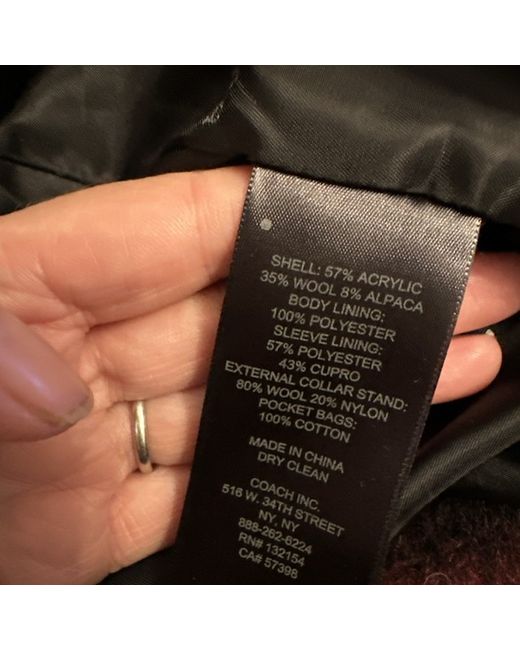 SHELL: 57% ACRYLIC
35% WOOL 8% ALPACA
BODY LINING:
100% POLYESTER
SLEEVE LINING:
57% POLYESTER
43% CUPRO
EXTERNAL COLLAR STAND:
80% WOOL 20% NYLON
POCKET BAGS:
100% COTTON
MADE IN CHINA
DRY CLEAN
COACH INC.
516 W. 34TH STREET
NY, NY
888-262-6224
RN# 132154
CA# 57398